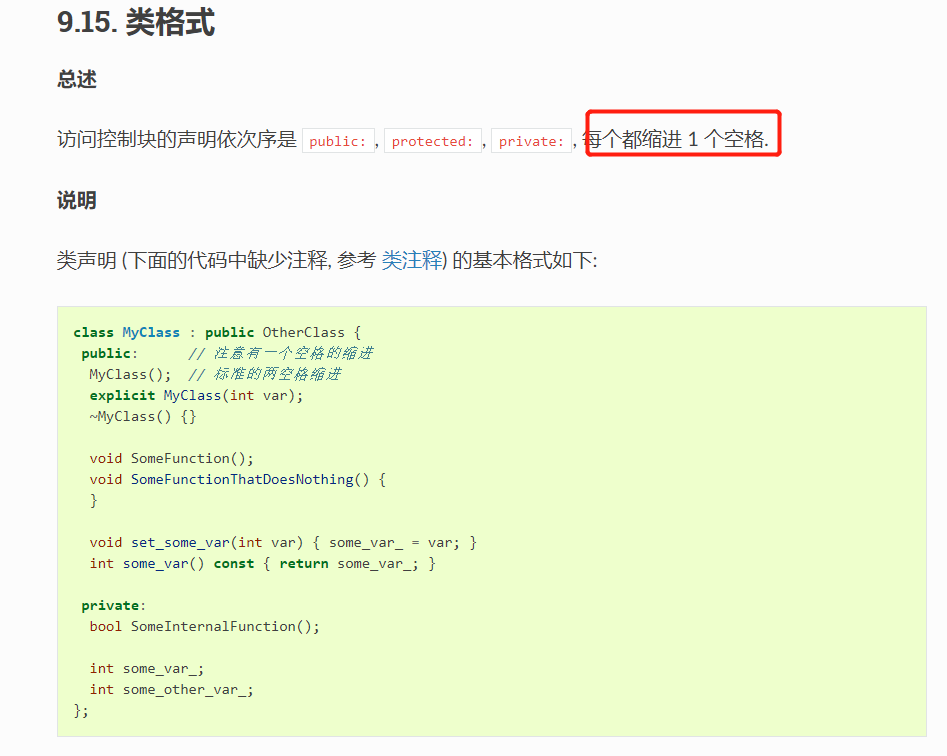 9.15. 类格式
总述
访问控制块的声明依次序是 public:, protected:, private:, 每个都缩进 1 个空格.
说明
类声明 (下面的代码中缺少注释, 参考 类注释) 的基本格式如下:
class MyClass : public OtherClass {
 public:      // 注意有一个空格的缩进
  MyClass();  // 标准的两空格缩进
  explicit MyClass(int var);
  ~MyClass() {}

  void SomeFunction();
  void SomeFunctionThatDoesNothing() {
  }

  void set_some_var(int var) { some_var_ = var; }
  int some_var() const { return some_var_; }

 private:
  bool SomeInternalFunction();

  int some_var_;
  int some_other_var_;
};